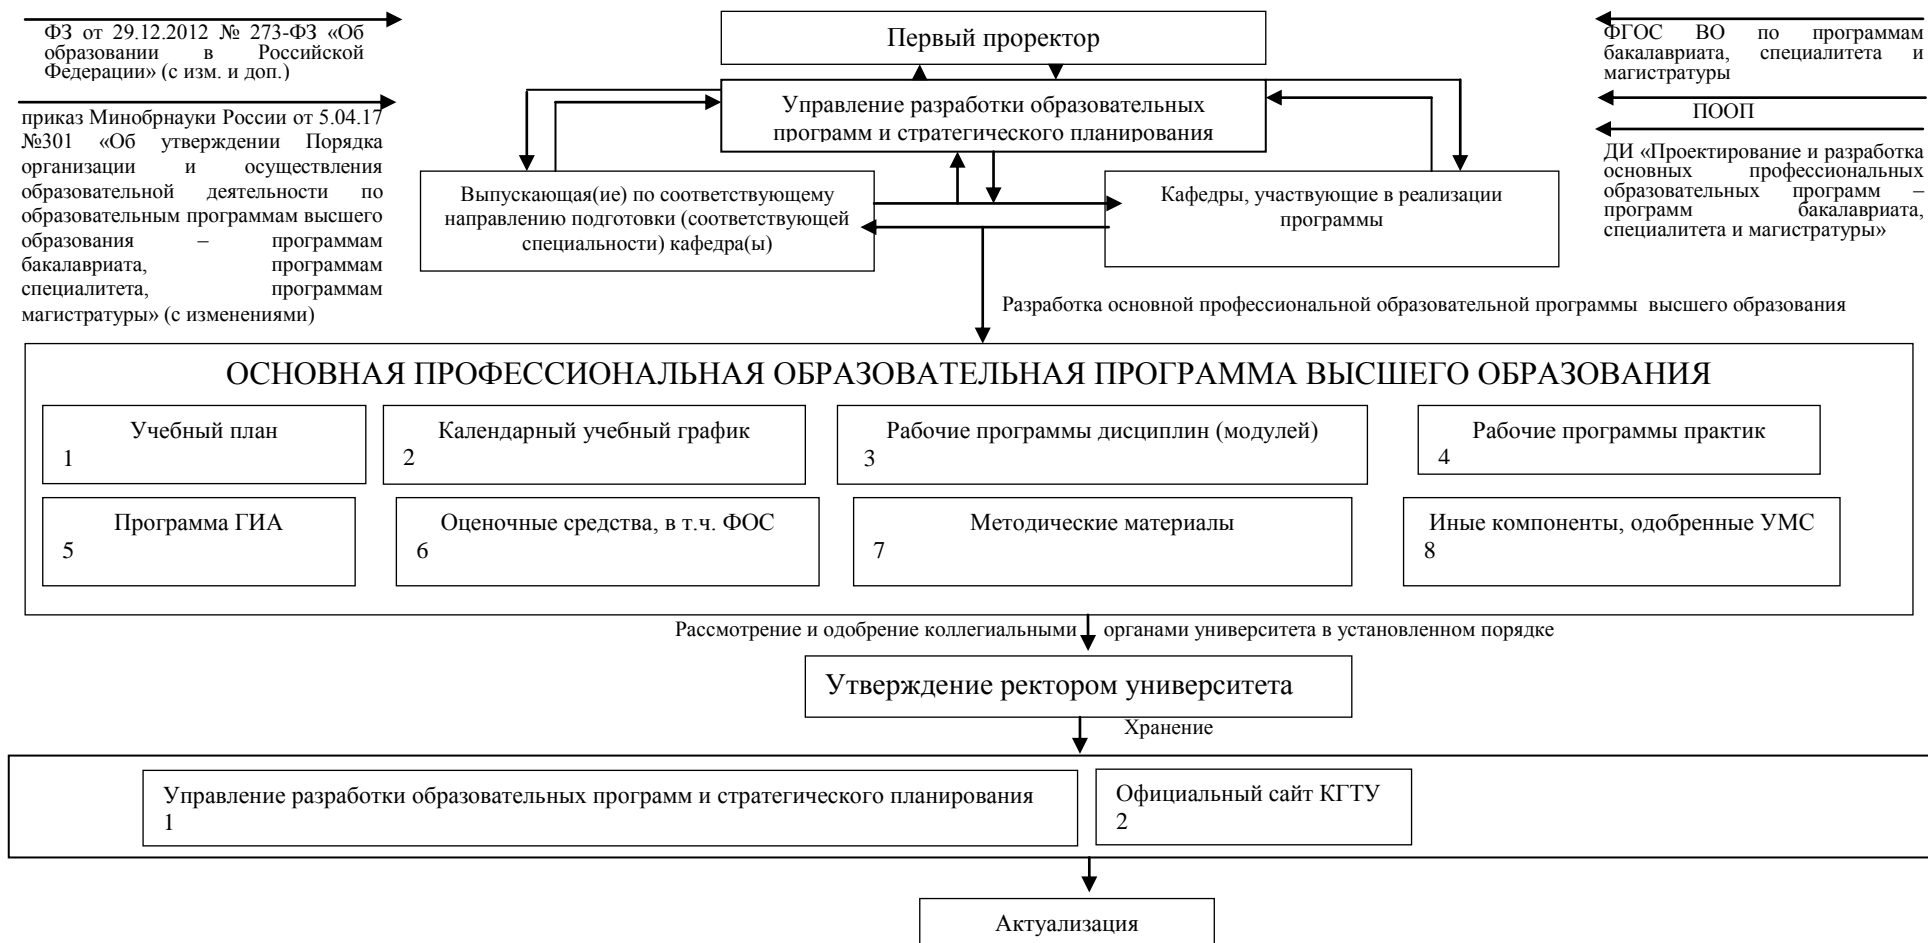 ФЗ от 29.12.2012 № 273-ФЗ «Об
образовании в Российской
Федерации» (с изм. и доп.)
приказ Минобрнауки России от 5.04.17
№301 «Об утверждении Порядка
организации и осуществления
образовательной деятельности по
образовательным программам высшего
образования – программам
бакалавриата, программам
специалитета, программам
магистратуры» (с изменениями)
Первый проректор
Управление разработки образовательных
программ и стратегического планирования
Выпускающая(ие) по соответствующему
направлению подготовки (соответствующей
специальности) кафедра(ы)
Кафедры, участвующие в реализации
программы
ФГОС ВО по программам
бакалавриата, специалитета и
магистратуры
ПООП
ДИ «Проектирование и разработка
основных профессиональных
образовательных программ –
программ бакалавриата,
специалитета и магистратуры»
Разработка основной профессиональной образовательной программы высшего образования
ОСНОВНАЯ ПРОФЕССИОНАЛЬНАЯ ОБРАЗОВАТЕЛЬНАЯ ПРОГРАММА ВЫСШЕГО ОБРАЗОВАНИЯ
Учебный план
1
Календарный учебный график
2
Рабочие программы дисциплин (модулей)
3
Рабочие программы практик
4
Программа ГИА
5
Оценочные средства, в т.ч. ФОС
6
Методические материалы
7
Иные компоненты, одобренные УМС
8
Рассмотрение и одобрение коллегиальными органами университета в установленном порядке
Утверждение ректором университета
Хранение
Управление разработки образовательных программ и стратегического планирования
1
Официальный сайт КГТУ
2
Актуализация